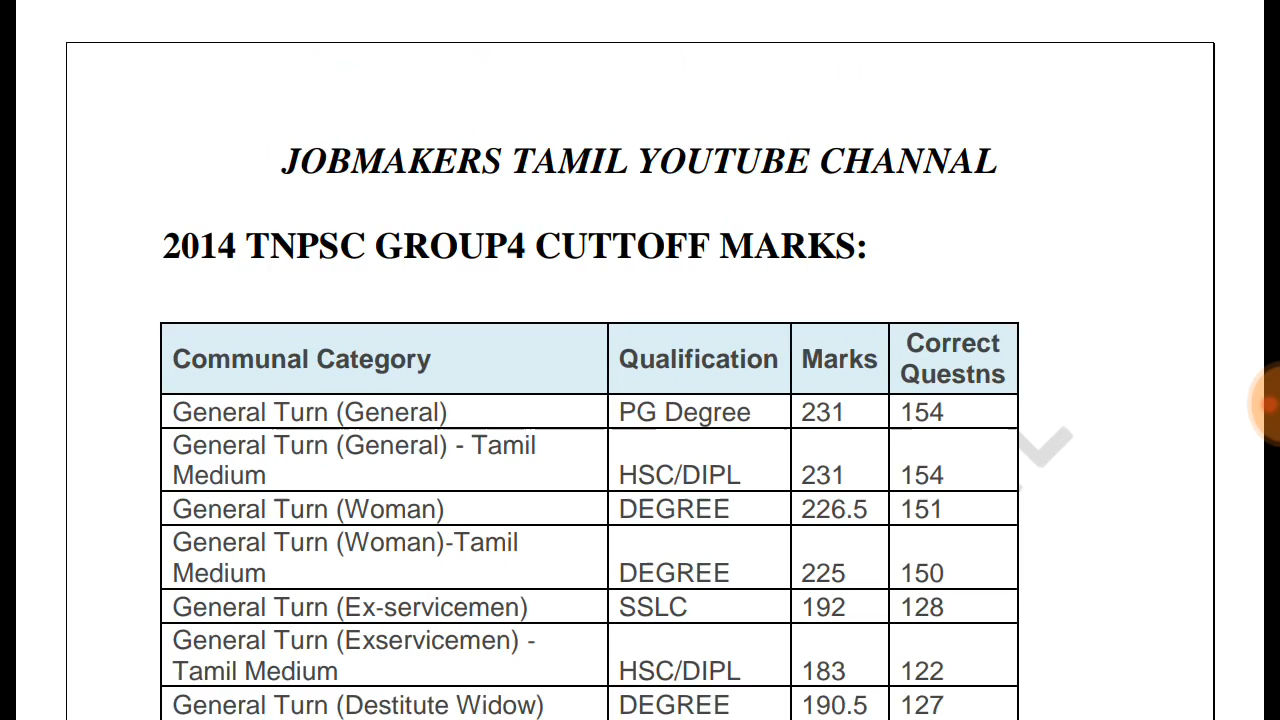 JOBMAKERS TAMIL YOUTUBE CHANNAL
2014 TNPSC GROUP4 CUTTOFF MARKS:
Communal Category Qualification Marks Correct Questns
General Turn (General) PG Degree 231 154
General Turn (General) - Tamil
Medium HSC/DIPL 231 154
General Turn (Woman) DEGREE 226.5 151
General Turn (Woman)-Tamil
Medium DEGREE 225 150
General Turn (Ex-servicemen) SSLC 192 128
General Turn (Exservicemen) -
Tamil Medium HSC/DIPL 183 122
General Turn (Destitute Widow) DEGREE 190.5 127